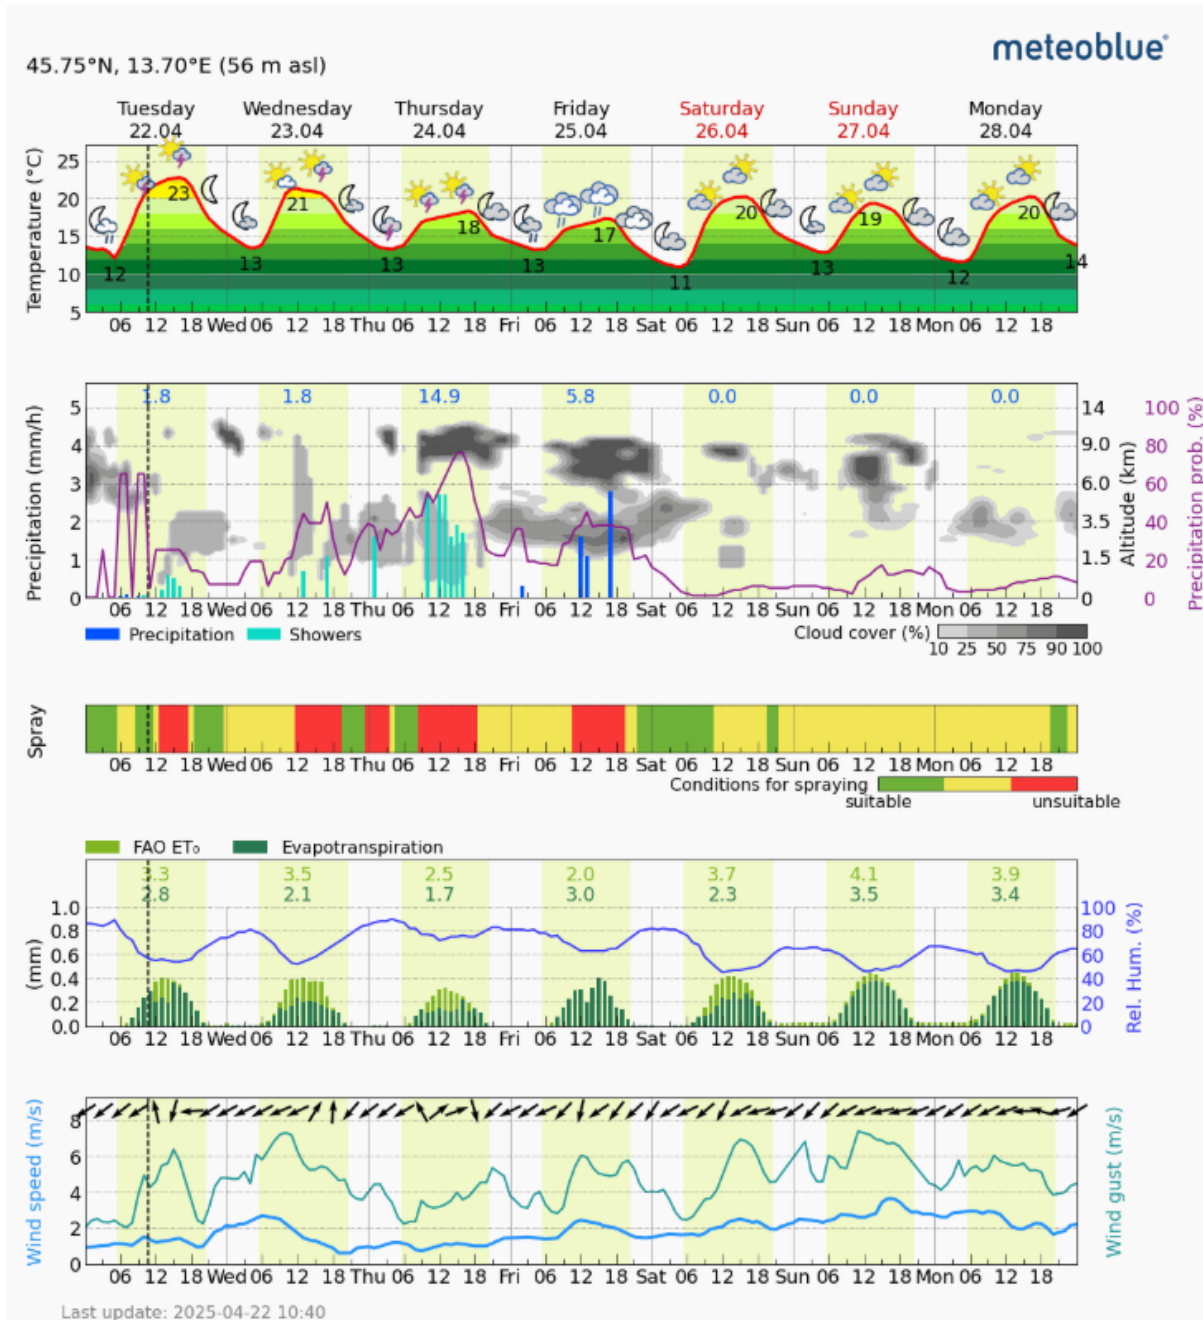 meteoblue
45.75°N, 13.70°E (56 m asl)
Tuesday Wednesday Thursday Friday Saturday Sunday Monday
22.04 23.04 24.04 25.04 26.04 27.04 28.04
Temperature (°C)
25
20
15
10
5
23 21 18 17 20 19 20
12 13 13 13 11 13 12 14
06 12 18 Wed 06 12 18 Thu 06 12 18 Fri 06 12 18 Sat 06 12 18 Sun 06 12 18 Mon 06 12 18
Precipitation (mm/h)
1.8 1.8 14.9 5.8 0.0 0.0 0.0
5 14 100
4 9.0 80
3 6.0 60
2 3.5 40
1 1.5 20
0 0 0
Altitude (km)
Precipitation prob. (%)
06 12 18 Wed 06 12 18 Thu 06 12 18 Fri 06 12 18 Sat 06 12 18 Sun 06 12 18 Mon 06 12 18
Precipitation Showers Cloud cover (%)
10 25 50 75 90 100
Spray
06 12 18 Wed 06 12 18 Thu 06 12 18 Fri 06 12 18 Sat 06 12 18 Sun 06 12 18 Mon 06 12 18
Conditions for spraying
suitable unsuitable
FAO ET₀ Evapotranspiration
3.3 3.5 2.5 2.0 3.7 4.1 3.9
2.8 2.1 1.7 3.0 2.3 3.5 3.4
(mm)
1.0 100
0.8 80
0.6 60
0.4 40
0.2 20
0.0 0
Rel. Hum. (%)
06 12 18 Wed 06 12 18 Thu 06 12 18 Fri 06 12 18 Sat 06 12 18 Sun 06 12 18 Mon 06 12 18
Wind speed (m/s)
8
6
4
2
0
Wind gust (m/s)
06 12 18 Wed 06 12 18 Thu 06 12 18 Fri 06 12 18 Sat 06 12 18 Sun 06 12 18 Mon 06 12 18
Last update: 2025-04-22 10:40